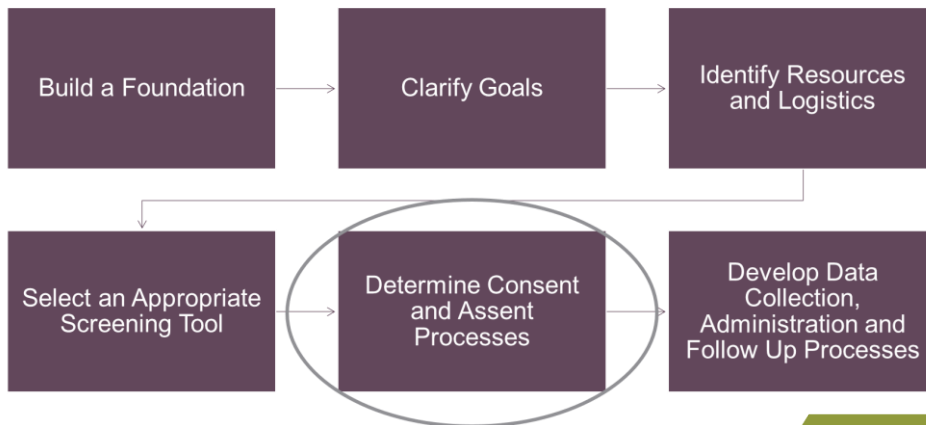 Build a Foundation
Clarify Goals
Identify Resources
and Logistics
Select an Appropriate
Screening Tool
Determine Consent
and Assent
Processes
Develop Data
Collection,
Administration and
Follow Up Processes